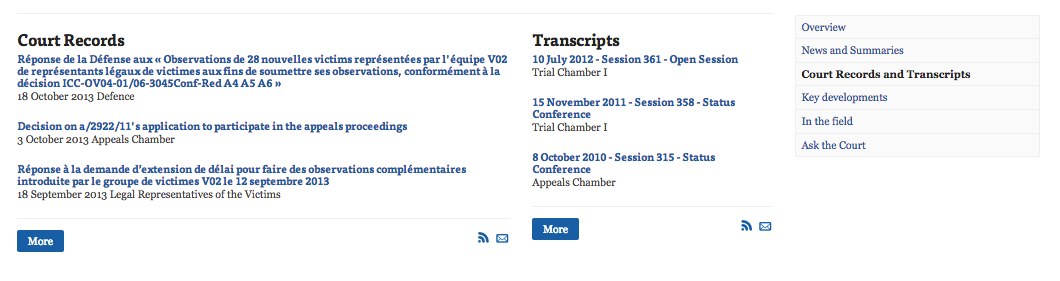 Court Records
Réponse de la Défense aux « Observations de 28 nouvelles victims représentées par l'équipe V02
de représentants légaux de victimes aux fins de soumettre ses observations, conformément à la
décision ICC-OV04-01/06-3045Conf-Red A4 A5 A6 »
18 October 2013 Defence
Decision on a/2922/11's application to participate in the appeals proceedings
3 October 2013 Appeals Chamber
Réponse à la demande d'extension de délai pour faire des observations complémentaires
introduite par le groupe de victimes V02 le 12 septembre 2013
18 September 2013 Legal Representatives of the Victims
More
Transcripts
10 July 2012 - Session 361 - Open Session
Trial Chamber I
15 November 2011 - Session 358 - Status
Conference
Trial Chamber I
8 October 2010 - Session 315 - Status
Conference
Appeals Chamber
More
Overview
News and Summaries
Court Records and Transcripts
Key developments
In the field
Ask the Court